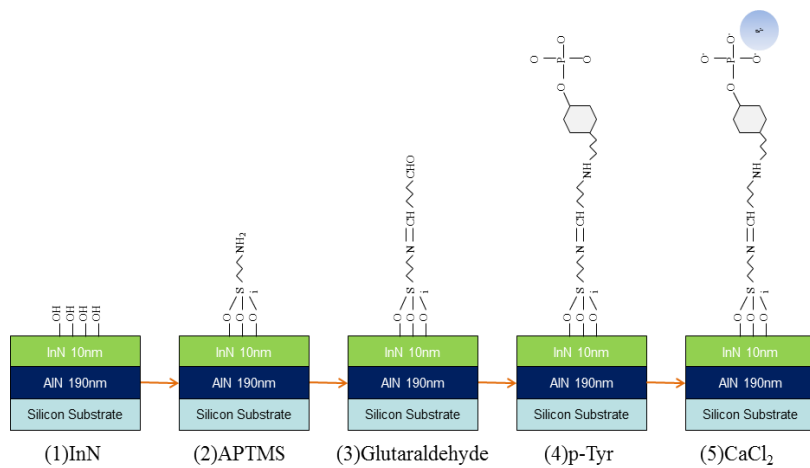 OH OH OH OH
InN 10nm
AlN 190nm
Silicon Substrate
(1)InN
NH₂
S i
O O O
InN 10nm
AlN 190nm
Silicon Substrate
(2)APTMS
CHO
CH
N
S i
O O O
InN 10nm
AlN 190nm
Silicon Substrate
(3)Glutaraldehyde
O
O P O
O
NH
CH
N
S i
O O O
InN 10nm
AlN 190nm
Silicon Substrate
(4)p-Tyr
O⁻
O⁻ P O⁻
O
NH
CH
N
S i
O O O
InN 10nm
AlN 190nm
Silicon Substrate
(5)CaCl₂